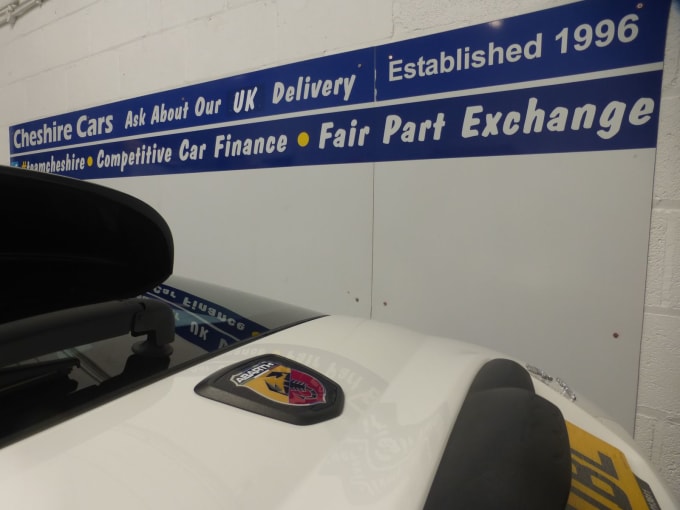 Cheshire Cars Ask About Our UK Delivery
Established 1996
#teamcheshire • Competitive Car Finance • Fair Part Exchange
ABARTH